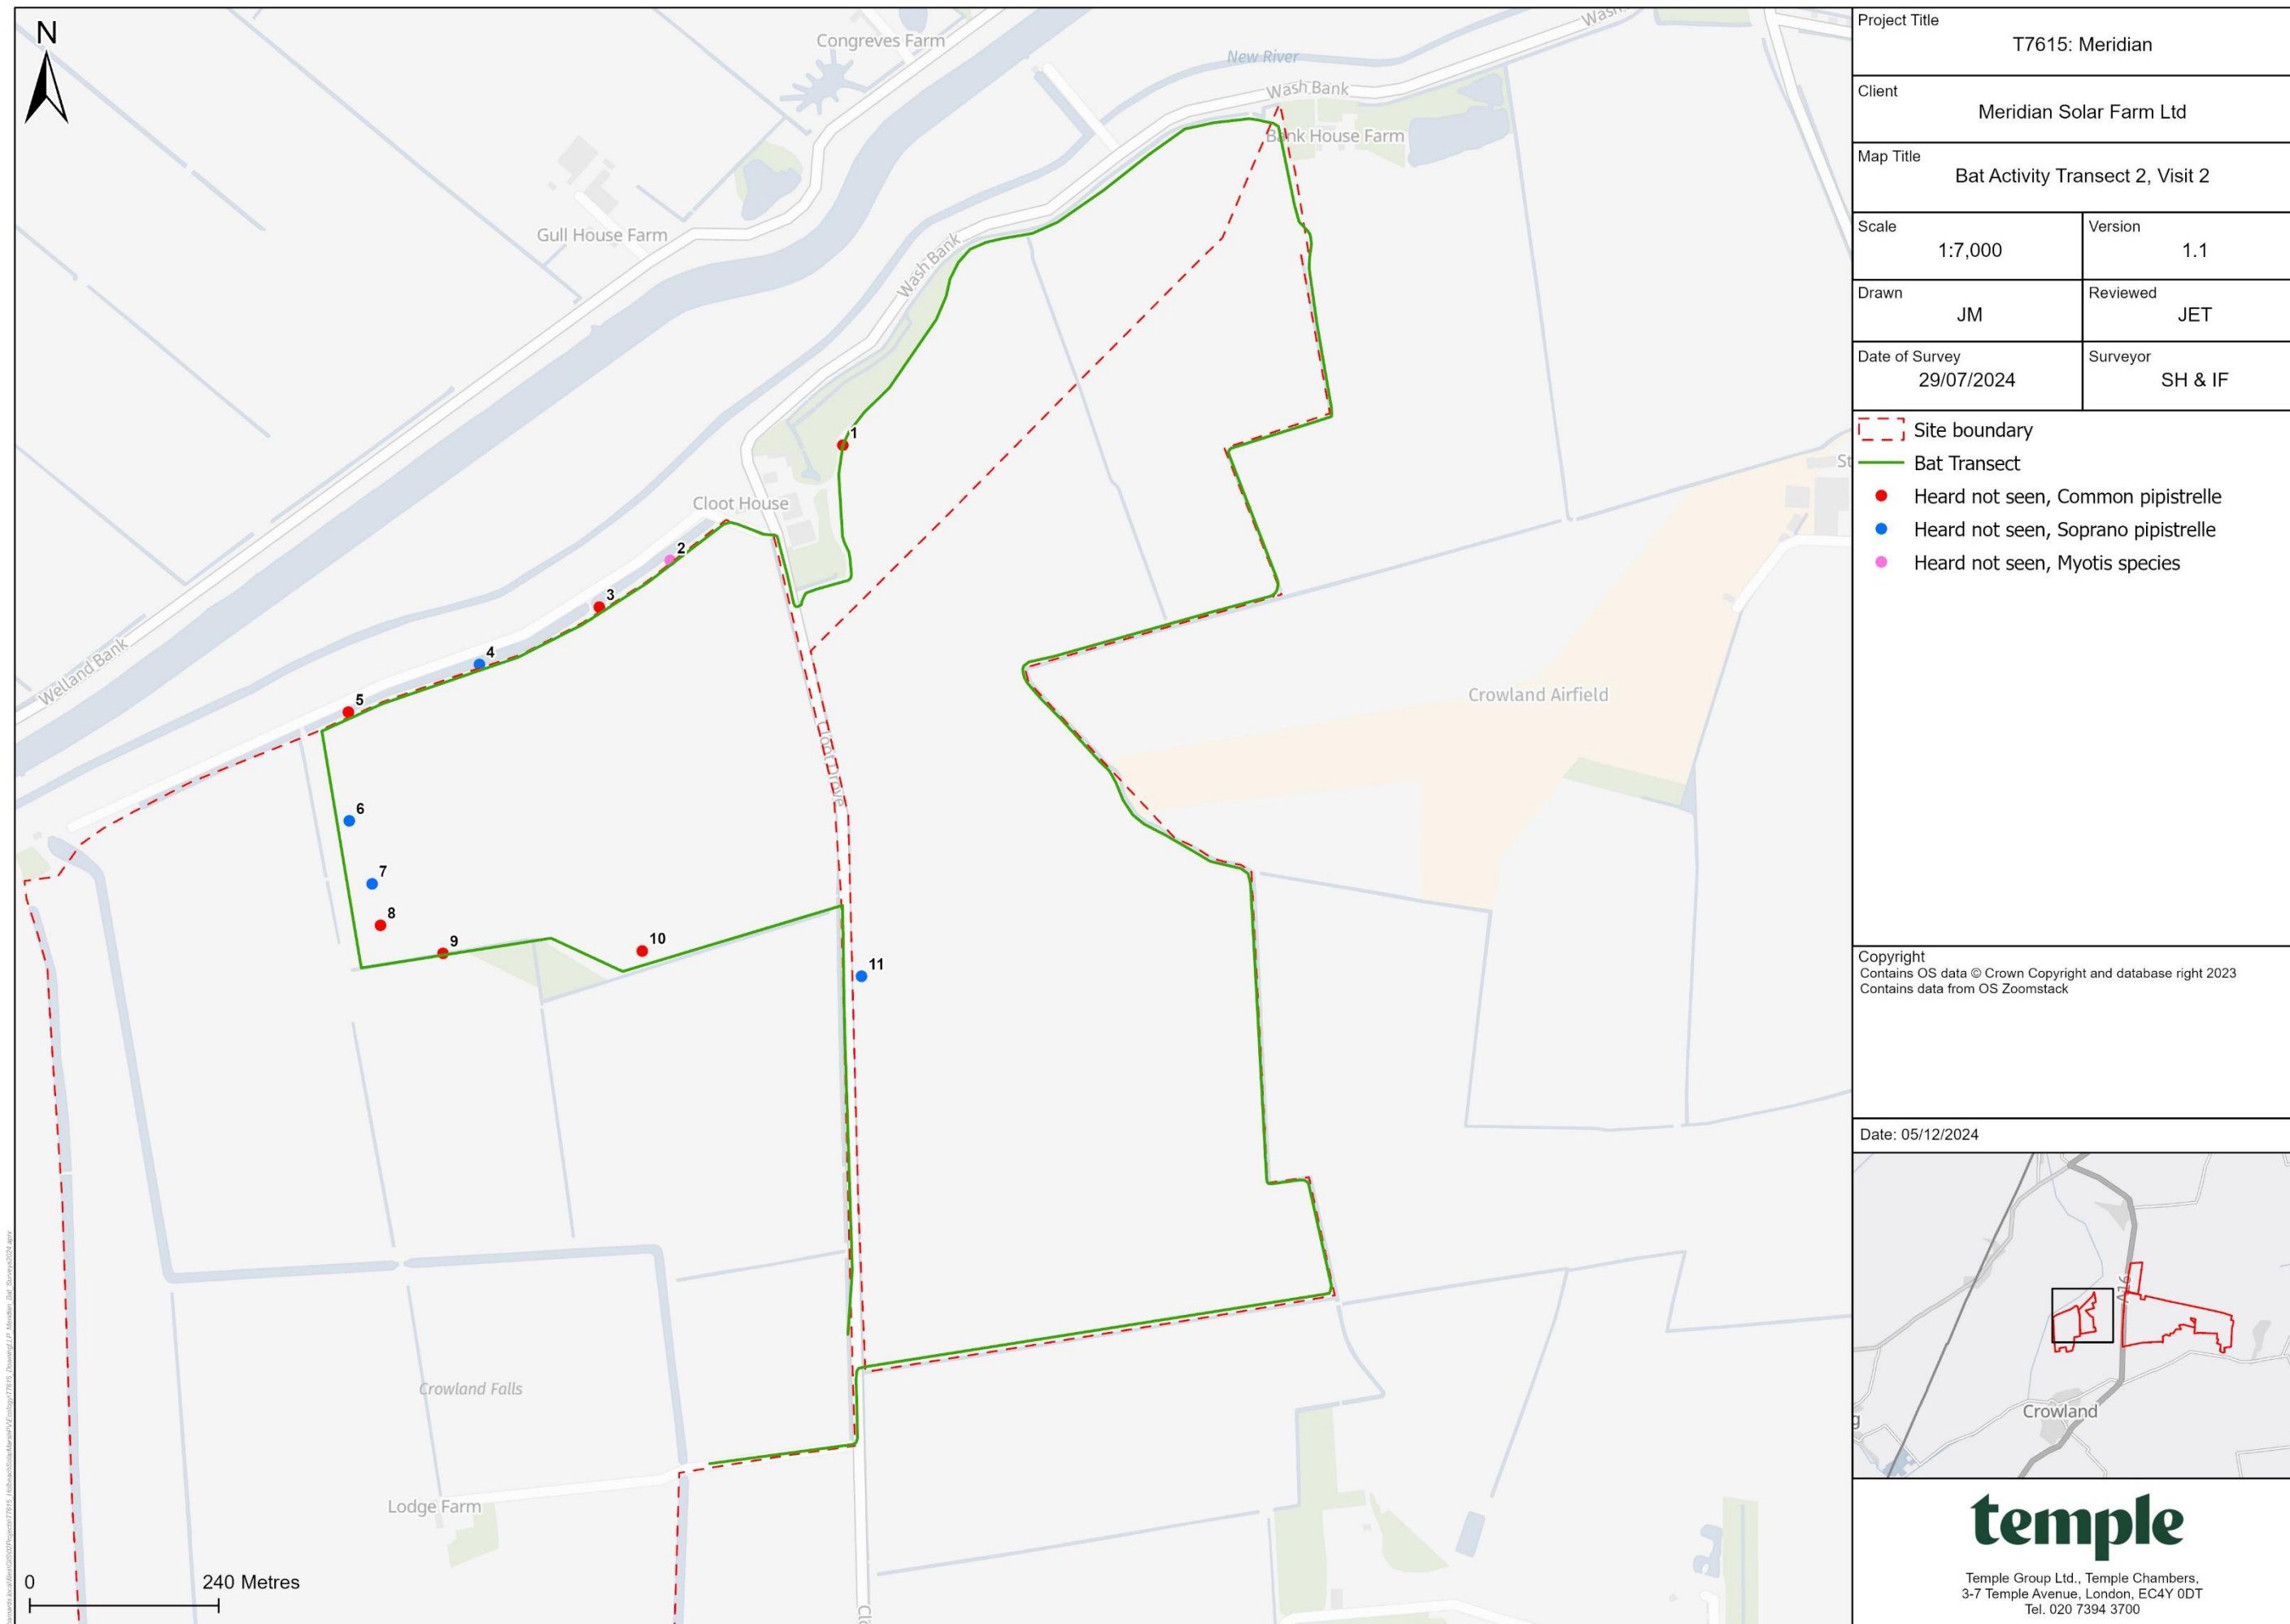 N
Congreves Farm
New River
Wash Bank
Bank House Farm
Gull House Farm
Wash Bank
1
Cloot House
2
3
4
Welland Bank
5
Crowland Airfield
Cloot Drove
6
7
8
9
10
11
Crowland Falls
Lodge Farm
0 240 Metres
Project Title
T7615: Meridian
Client
Meridian Solar Farm Ltd
Map Title
Bat Activity Transect 2, Visit 2
Scale
1:7,000
Version
1.1
Drawn
JM
Reviewed
JET
Date of Survey
29/07/2024
Surveyor
SH & IF
Site boundary
Bat Transect
Heard not seen, Common pipistrelle
Heard not seen, Soprano pipistrelle
Heard not seen, Myotis species
Copyright
Contains OS data © Crown Copyright and database right 2023
Contains data from OS Zoomstack
Date: 05/12/2024
A16
Crowland
temple
Temple Group Ltd., Temple Chambers,
3-7 Temple Avenue, London, EC4Y 0DT
Tel. 020 7394 3700